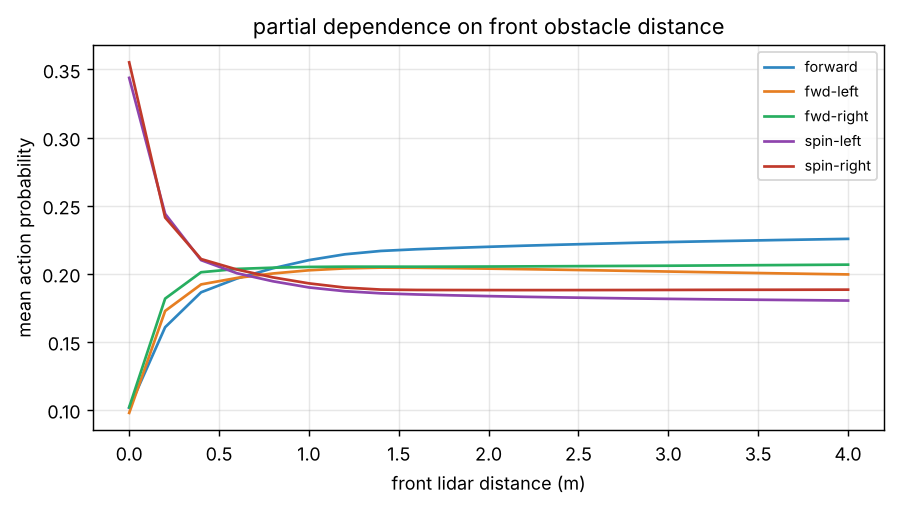 partial dependence on front obstacle distance
forward
fwd-left
fwd-right
spin-left
spin-right
mean action probability
0.35
0.30
0.25
0.20
0.15
0.10
0.0 0.5 1.0 1.5 2.0 2.5 3.0 3.5 4.0
front lidar distance (m)